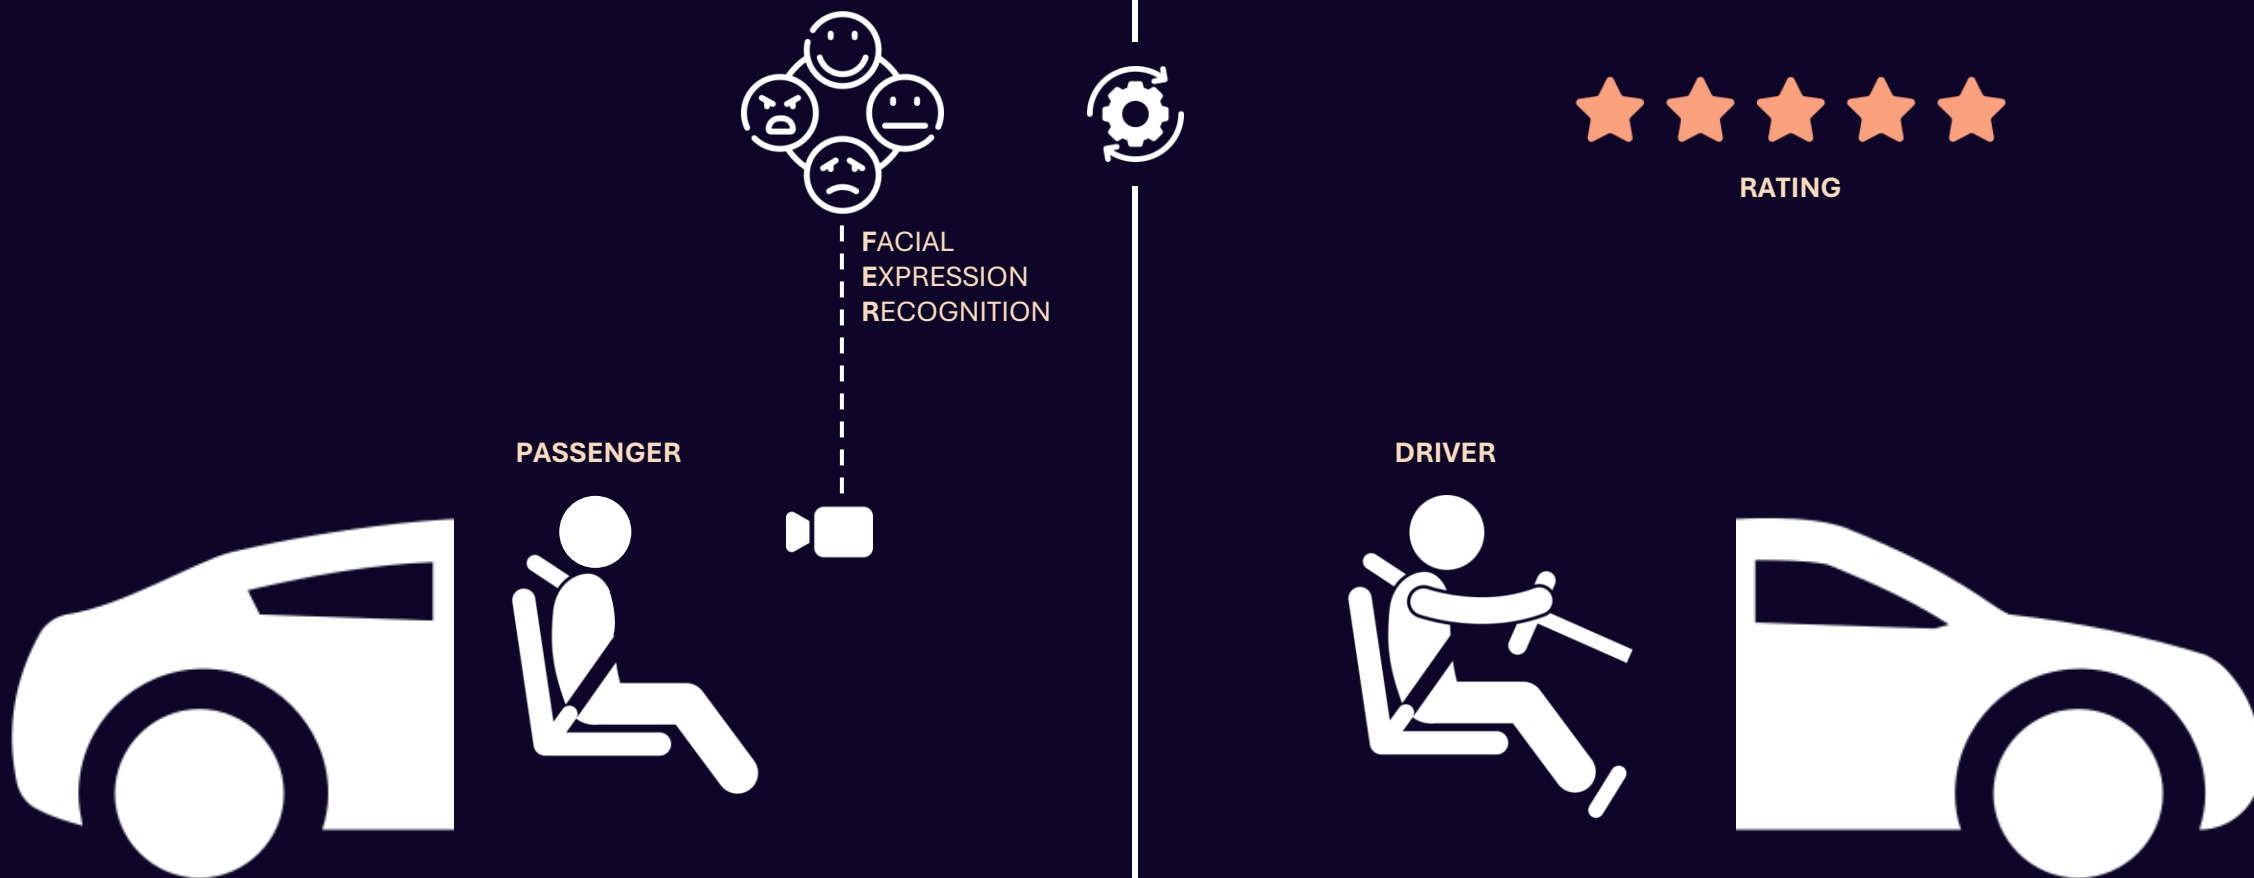 FACIAL
EXPRESSION
RECOGNITION
RATING
PASSENGER
DRIVER